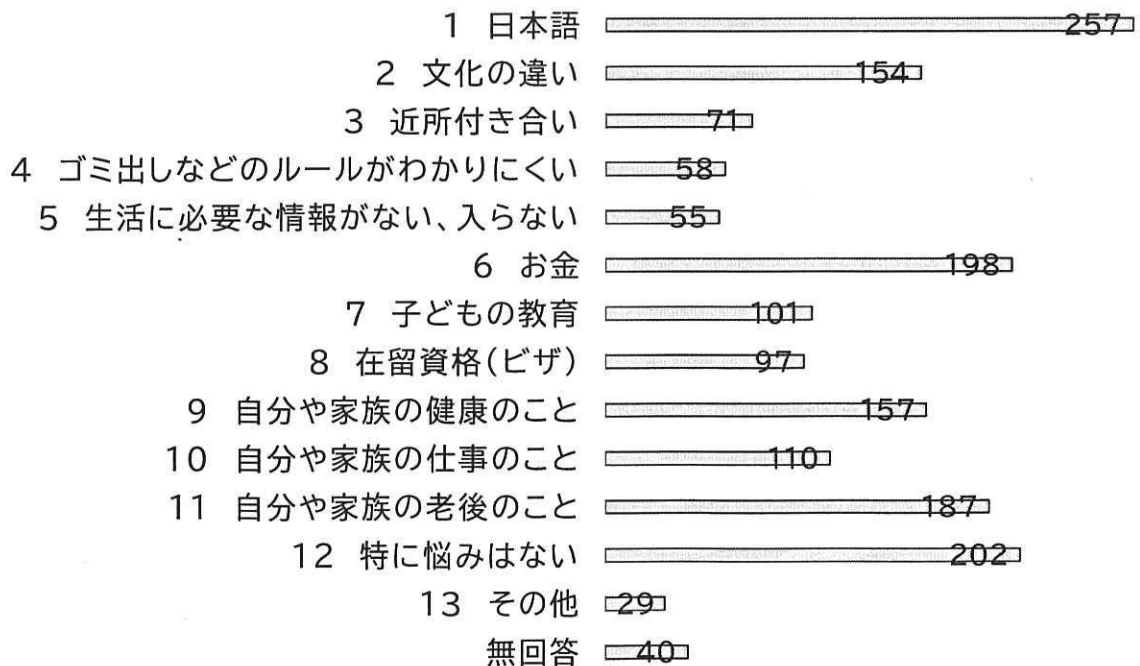 1 日本語 257
2 文化の違い 154
3 近所付き合い 71
4 ゴミ出しなどのルールがわかりにくい 58
5 生活に必要な情報がない、入らない 55
6 お金 198
7 子どもの教育 101
8 在留資格(ビザ) 97
9 自分や家族の健康のこと 157
10 自分や家族の仕事のこと 110
11 自分や家族の老後のこと 187
12 特に悩みはない 202
13 その他 29
無回答 40